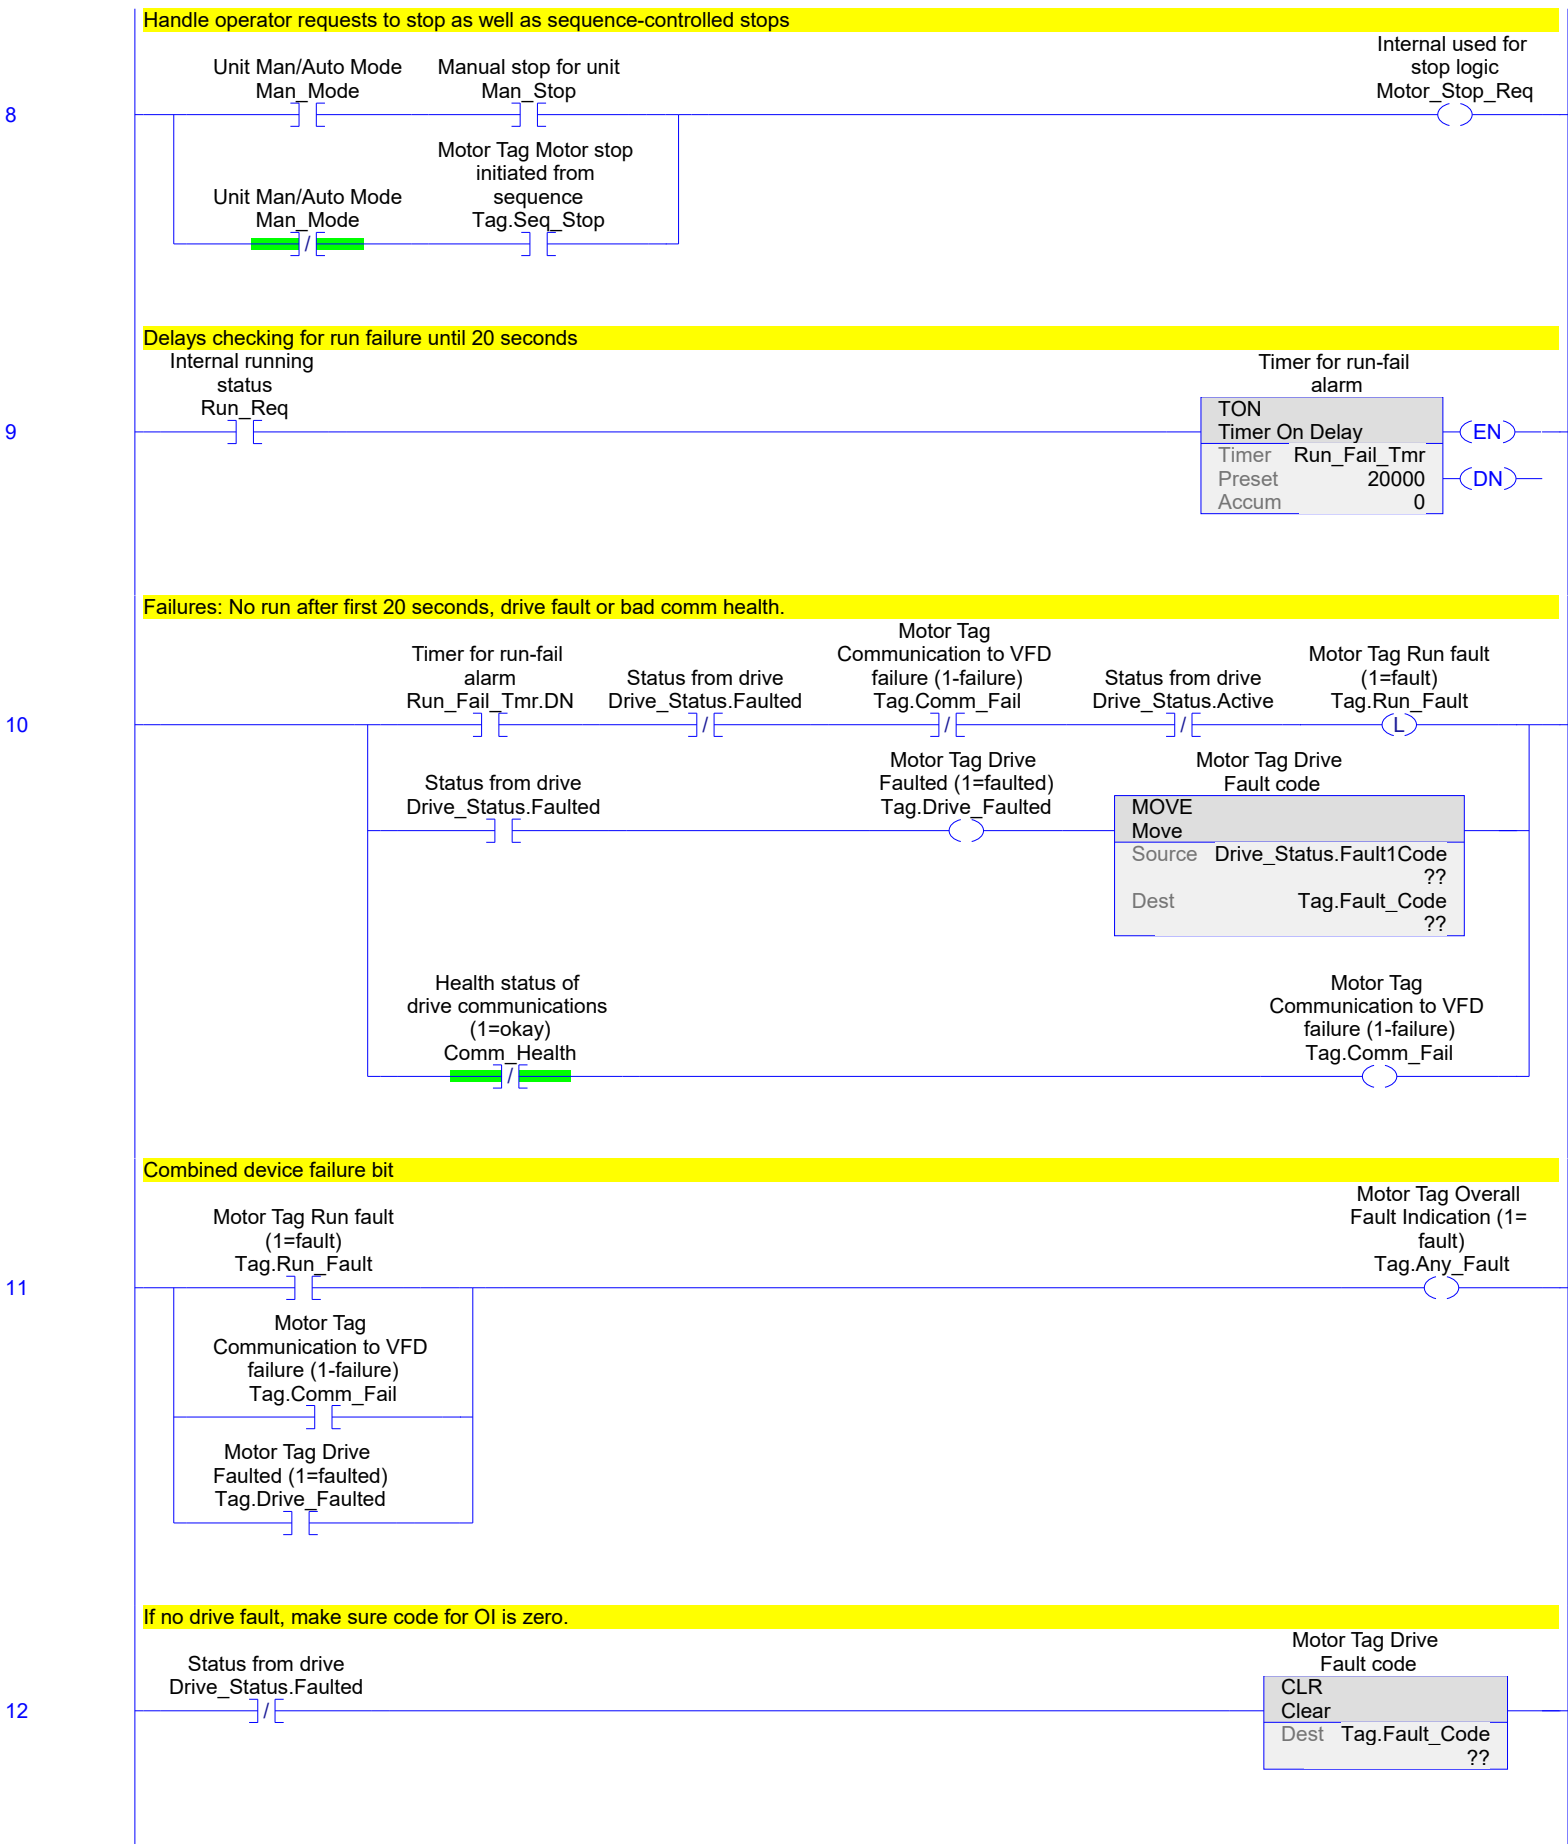 Handle operator requests to stop as well as sequence-controlled stops
8
Unit Man/Auto Mode
Man_Mode
Manual stop for unit
Man_Stop
Internal used for
stop logic
Motor_Stop_Req
Unit Man/Auto Mode
Man_Mode
/
Motor Tag Motor stop
initiated from
sequence
Tag.Seq_Stop
Delays checking for run failure until 20 seconds
9
Internal running
status
Run_Req
Timer for run-fail
alarm
TON
Timer On Delay
Timer Run_Fail_Tmr
Preset 20000
Accum 0
EN
DN
Failures: No run after first 20 seconds, drive fault or bad comm health.
10
Timer for run-fail
alarm
Run_Fail_Tmr.DN
Status from drive
Drive_Status.Faulted
/
Motor Tag
Communication to VFD
failure (1-failure)
Tag.Comm_Fail
/
Status from drive
Drive_Status.Active
/
Motor Tag Run fault
(1=fault)
Tag.Run_Fault
L
Status from drive
Drive_Status.Faulted
Motor Tag Drive
Faulted (1=faulted)
Tag.Drive_Faulted
Motor Tag Drive
Fault code
MOVE
Move
Source Drive_Status.Fault1Code
??
Dest Tag.Fault_Code
??
Health status of
drive communications
(1=okay)
Comm_Health
/
Motor Tag
Communication to VFD
failure (1-failure)
Tag.Comm_Fail
Combined device failure bit
11
Motor Tag Run fault
(1=fault)
Tag.Run_Fault
Motor Tag Overall
Fault Indication (1=
fault)
Tag.Any_Fault
Motor Tag
Communication to VFD
failure (1-failure)
Tag.Comm_Fail
Motor Tag Drive
Faulted (1=faulted)
Tag.Drive_Faulted
If no drive fault, make sure code for OI is zero.
12
Status from drive
Drive_Status.Faulted
/
Motor Tag Drive
Fault code
CLR
Clear
Dest Tag.Fault_Code
??